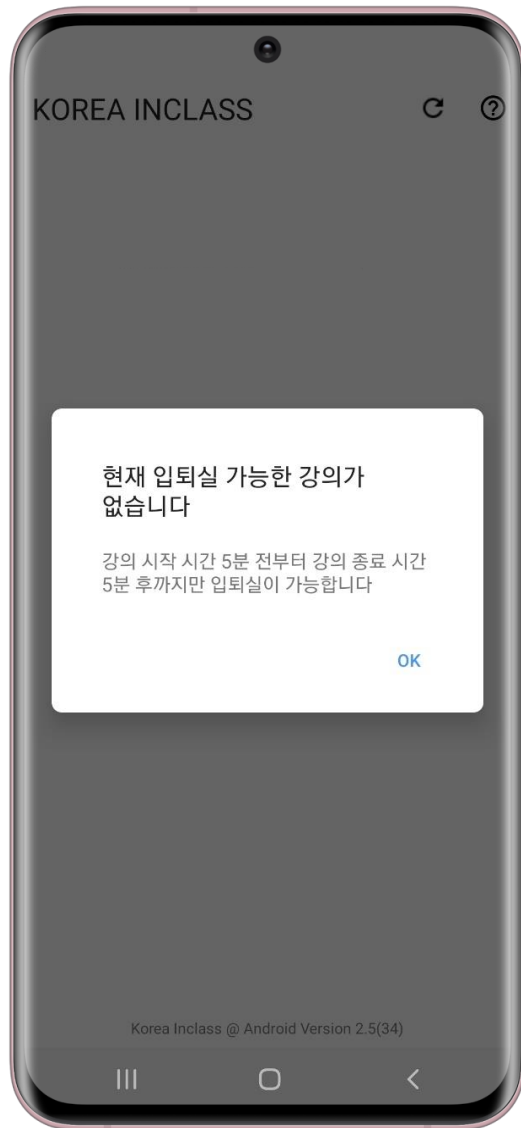 KOREA INCLASS
현재 입퇴실 가능한 강의가
없습니다
강의 시작 시간 5분 전부터 강의 종료 시간
5분 후까지만 입퇴실이 가능합니다
OK
Korea Inclass @ Android Version 2.5(34)